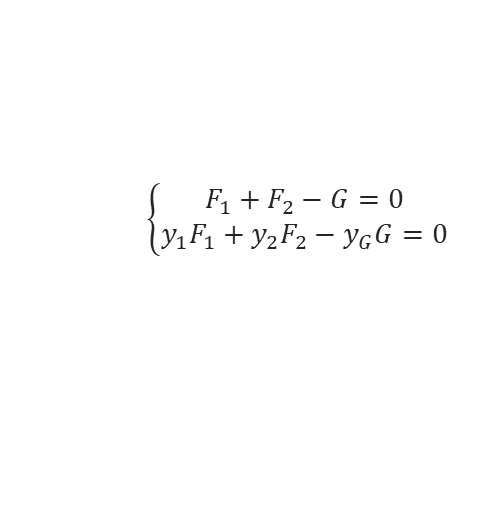 F₁ + F₂ − G = 0
y₁F₁ + y₂F₂ − y_G G = 0